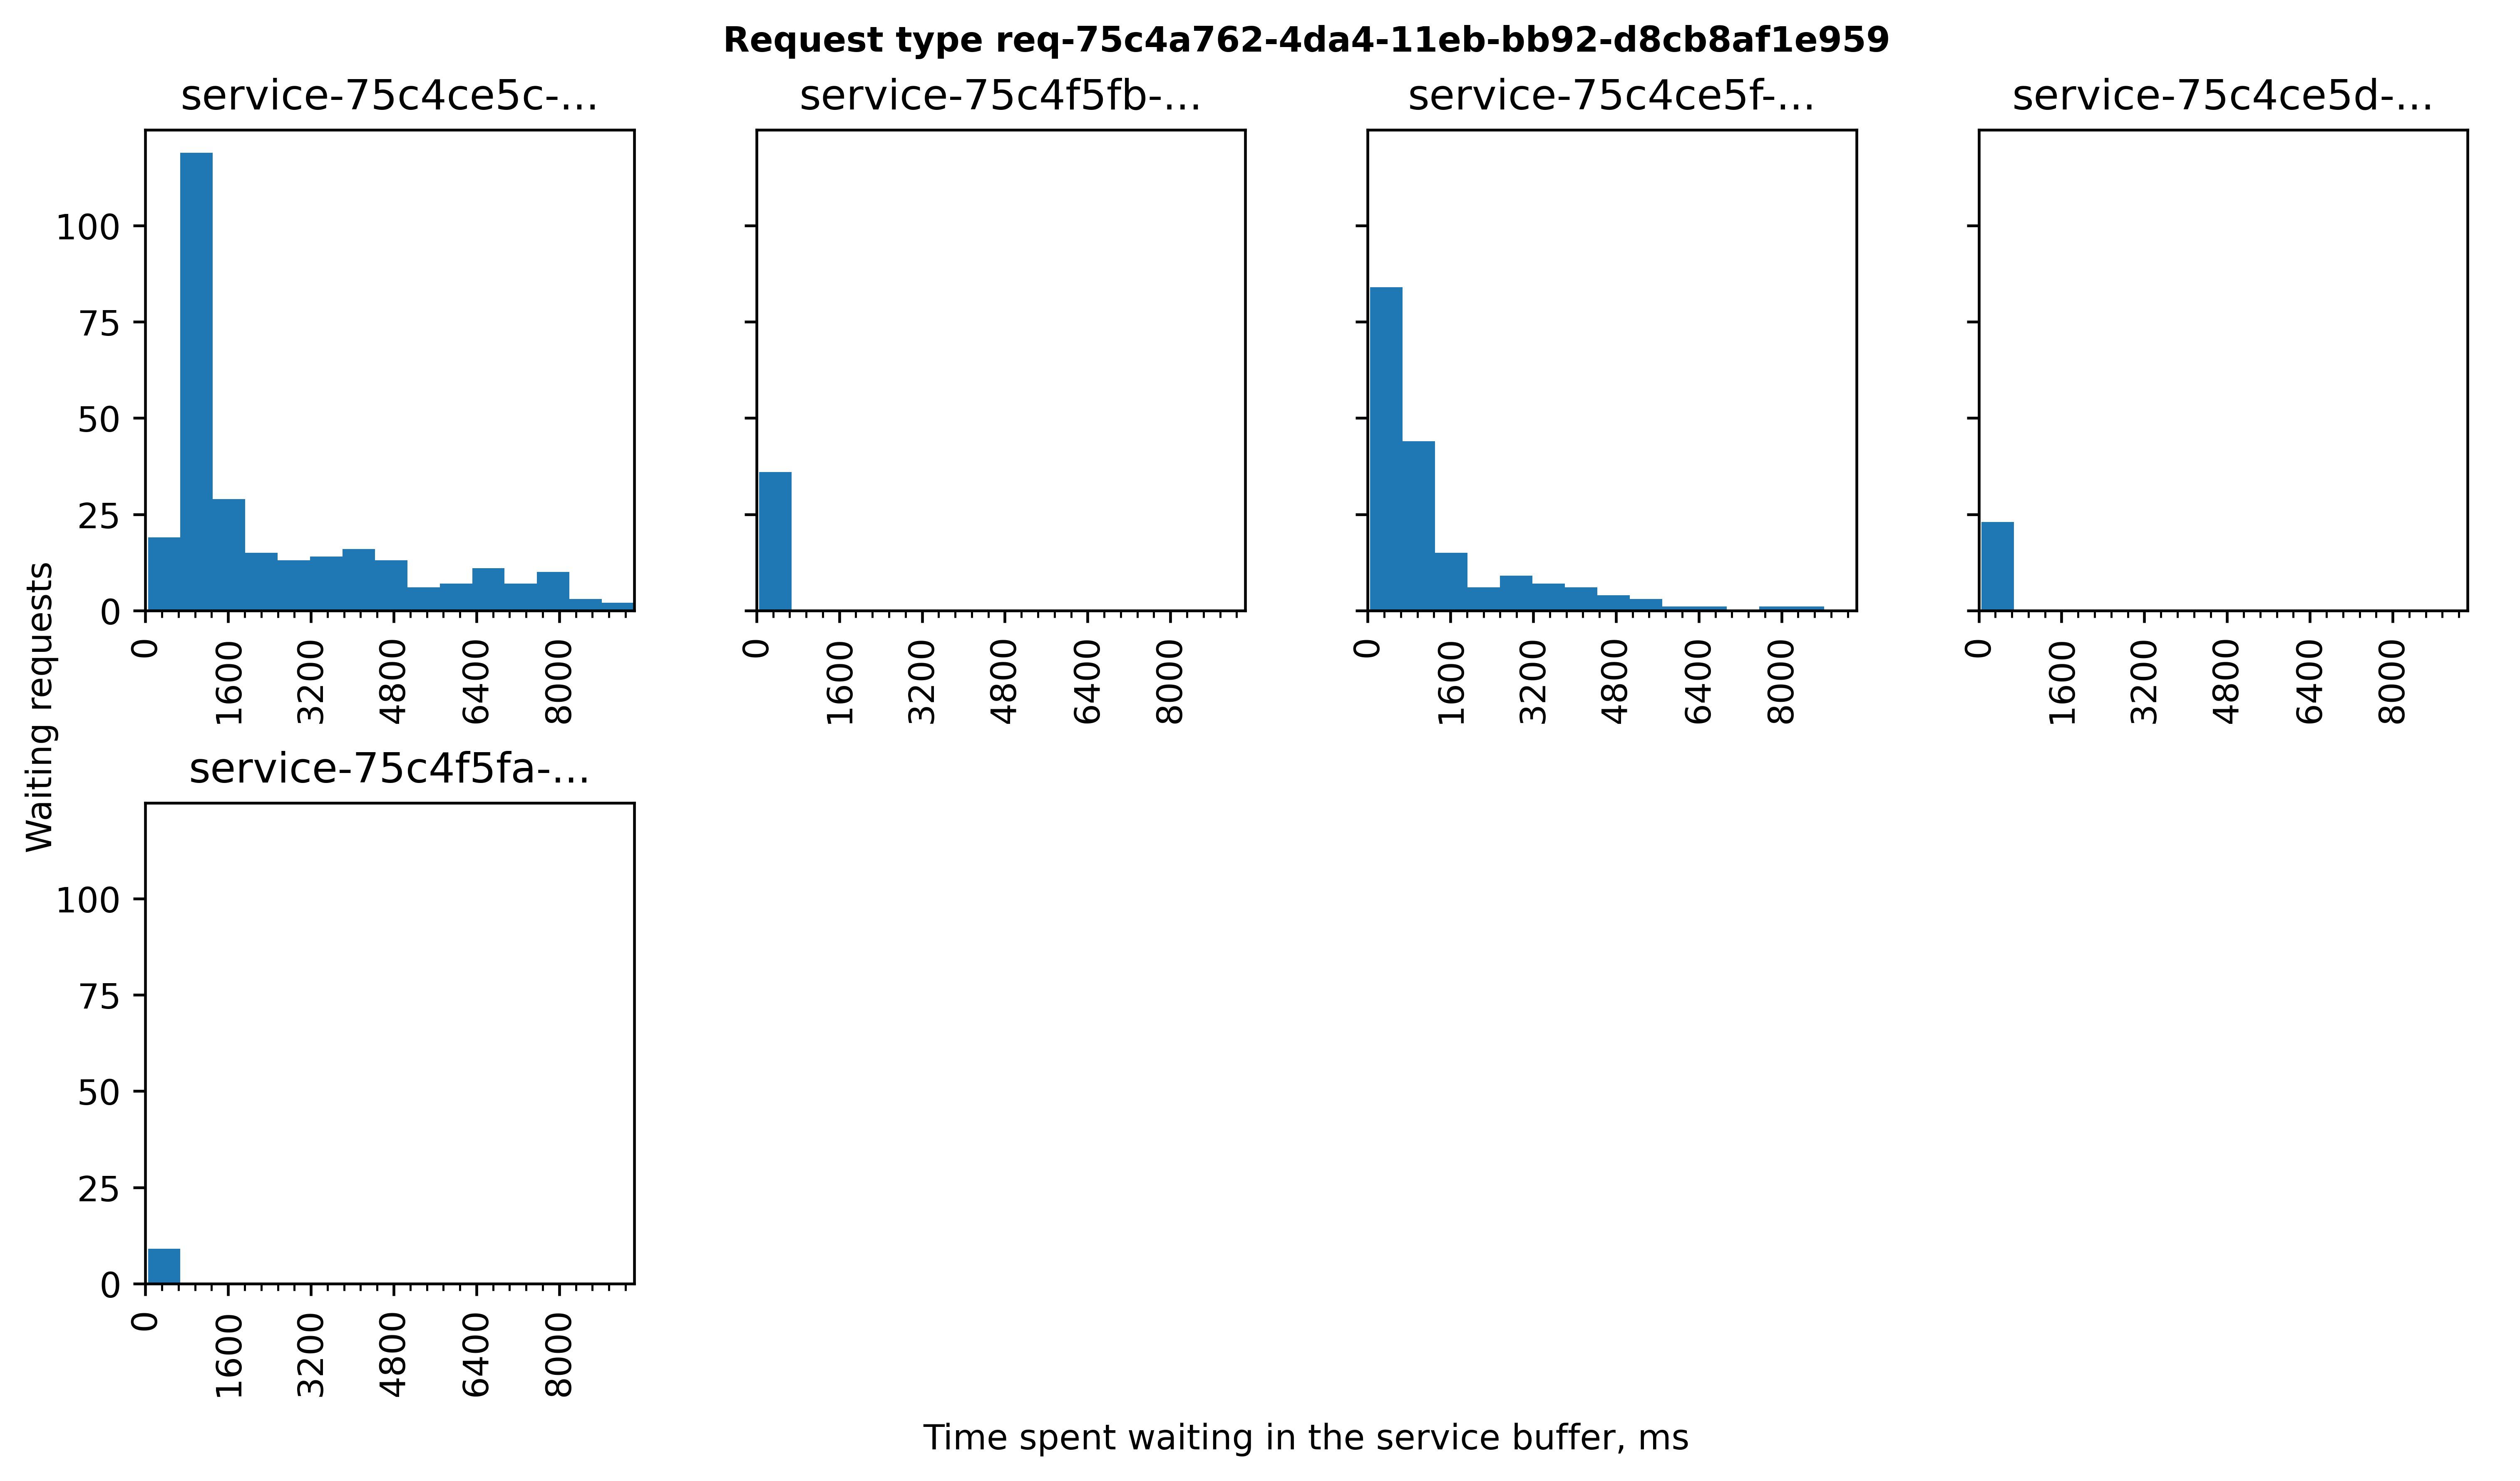 Request type req-75c4a762-4da4-11eb-bb92-d8cb8af1e959
service-75c4ce5c-...
service-75c4f5fb-...
service-75c4ce5f-...
service-75c4ce5d-...
100
75
50
25
0
0 1600 3200 4800 6400 8000
0 1600 3200 4800 6400 8000
0 1600 3200 4800 6400 8000
0 1600 3200 4800 6400 8000
Waiting requests
service-75c4f5fa-...
100
75
50
25
0
0 1600 3200 4800 6400 8000
Time spent waiting in the service buffer, ms